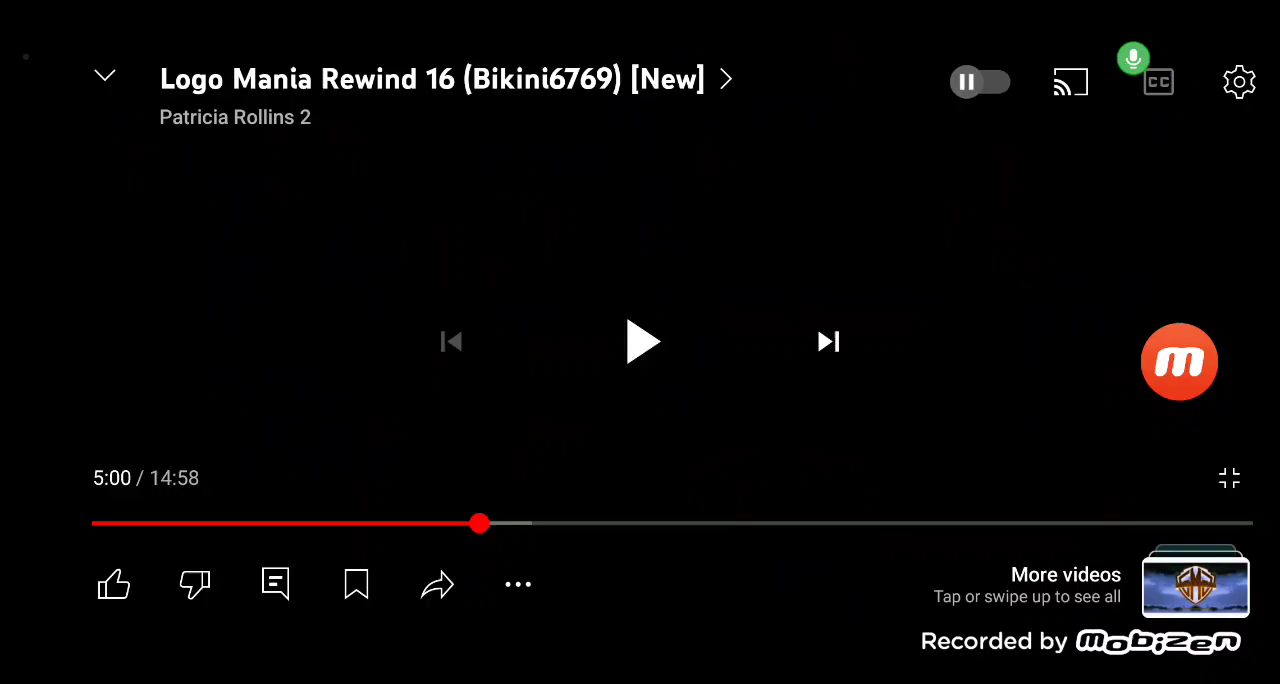 Logo Mania Rewind 16 (Bikini6769) [New]
Patricia Rollins 2
CC
m
5:00 / 14:58
More videos
Tap or swipe up to see all
Recorded by mobizen